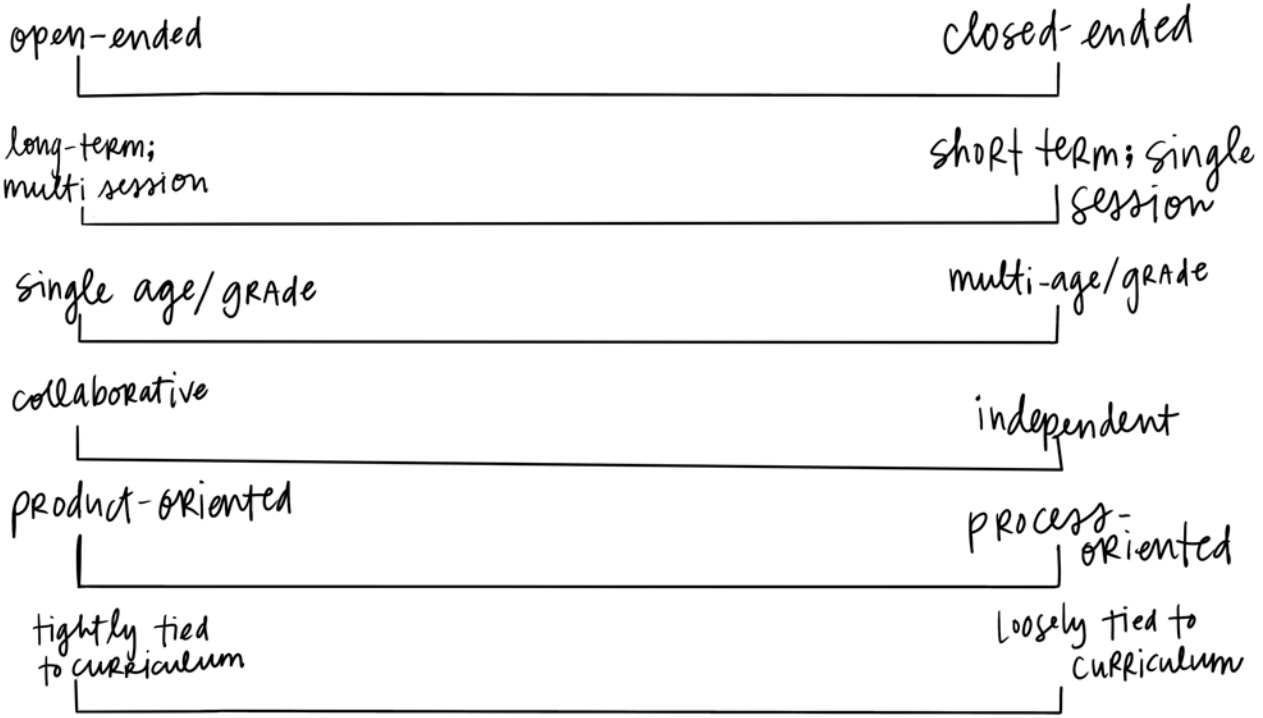 open-ended
closed-ended
long-term;
multi session
short term; single
session
single age/grade
multi-age/grade
collaborative
independent
product-oriented
process-
oriented
tightly tied
to curriculum
loosely tied to
curriculum